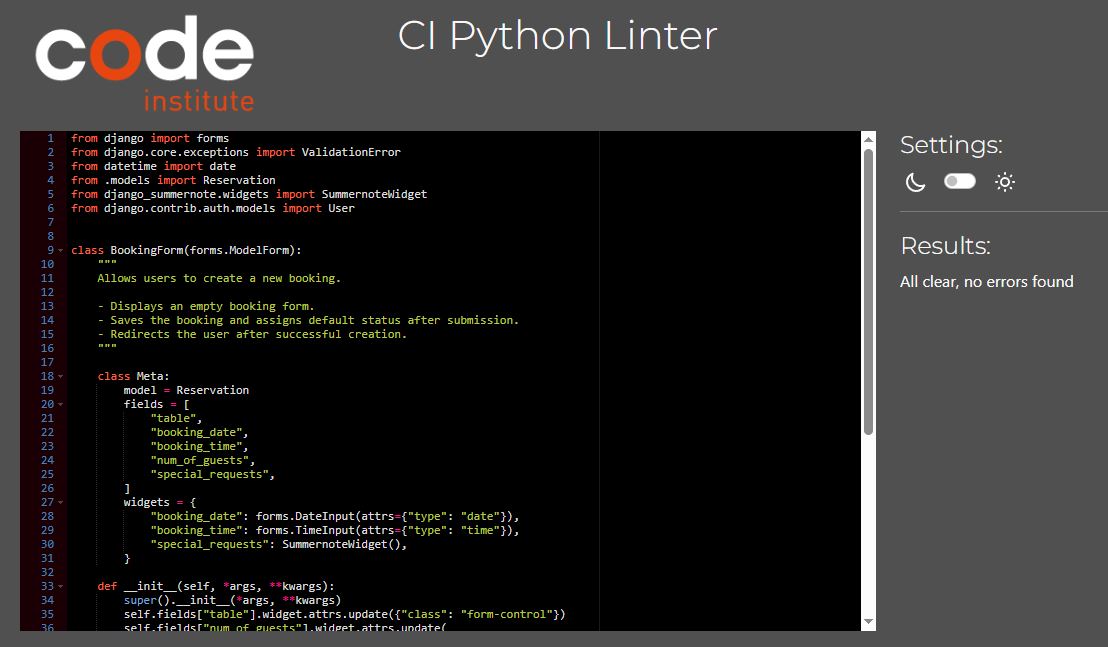 code
institute
CI Python Linter
1 from django import forms
2 from django.core.exceptions import ValidationError
3 from datetime import date
4 from .models import Reservation
5 from django_summernote.widgets import SummernoteWidget
6 from django.contrib.auth.models import User
7
8
9 class BookingForm(forms.ModelForm):
10     """
11     Allows users to create a new booking.
12
13     - Displays an empty booking form.
14     - Saves the booking and assigns default status after submission.
15     - Redirects the user after successful creation.
16     """
17
18     class Meta:
19         model = Reservation
20         fields = [
21             "table",
22             "booking_date",
23             "booking_time",
24             "num_of_guests",
25             "special_requests",
26         ]
27         widgets = {
28             "booking_date": forms.DateInput(attrs={"type": "date"}),
29             "booking_time": forms.TimeInput(attrs={"type": "time"}),
30             "special_requests": SummernoteWidget(),
31         }
32
33     def __init__(self, *args, **kwargs):
34         super().__init__(*args, **kwargs)
35         self.fields["table"].widget.attrs.update({"class": "form-control"})
36         self.fields["num_of_guests"].widget.attrs.update(
Settings:
Results:
All clear, no errors found